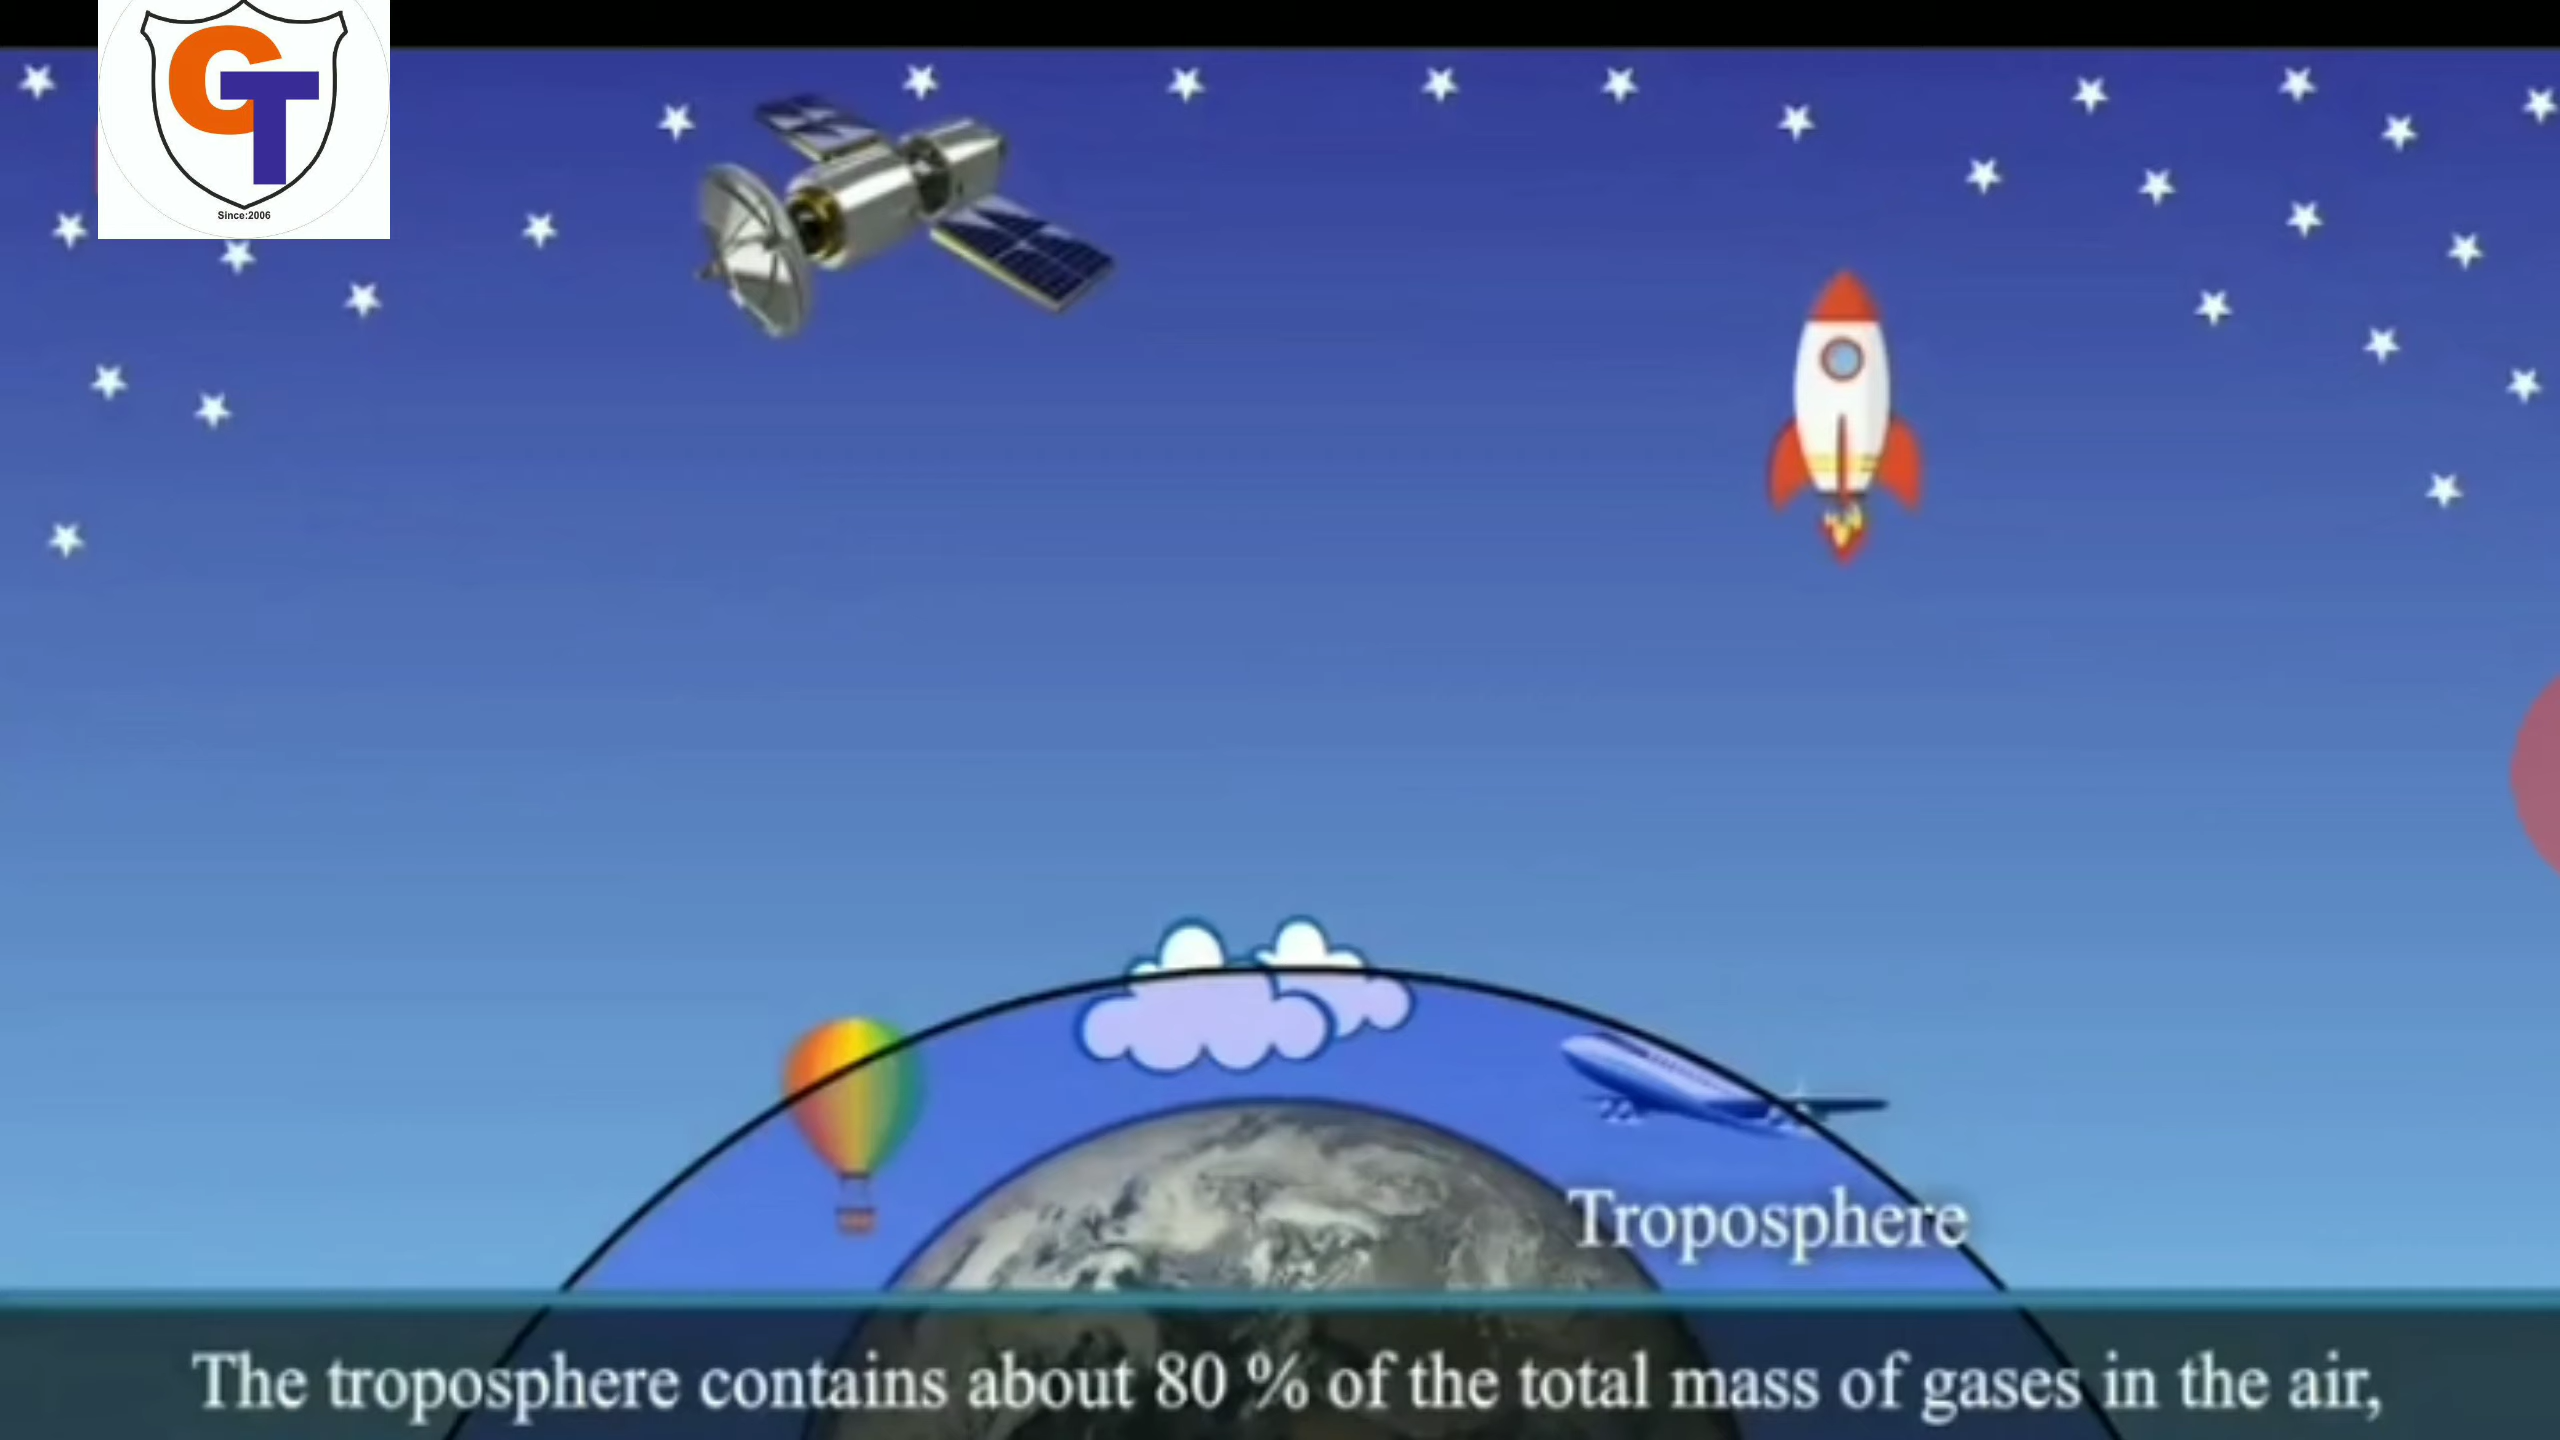 GT
Since:2006
Troposphere
The troposphere contains about 80 % of the total mass of gases in the air,